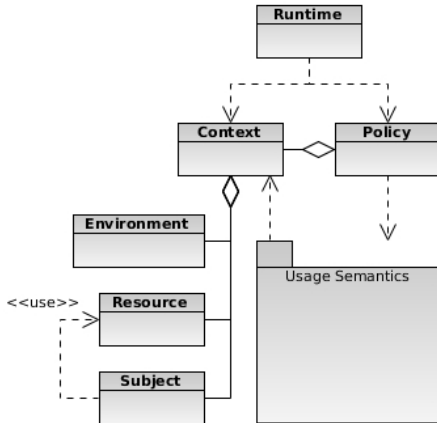 Runtime
Context
Policy
Environment
Usage Semantics
<<use>>
Resource
Subject